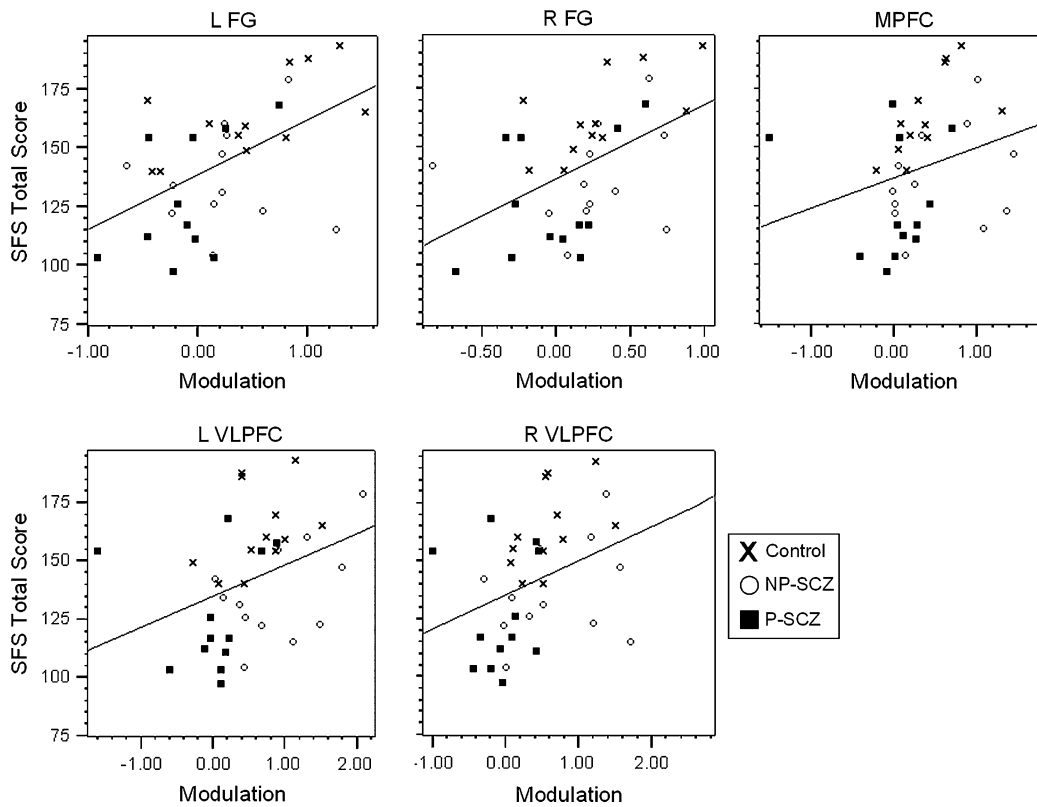 L FG
R FG
MPFC
SFS Total Score
175
150
125
100
75
-1.00 0.00 1.00
Modulation
-0.50 0.00 0.50 1.00
Modulation
-1.00 0.00 1.00
Modulation
L VLPFC
R VLPFC
SFS Total Score
175
150
125
100
75
-1.00 0.00 1.00 2.00
Modulation
-1.00 0.00 1.00 2.00
Modulation
Control
NP-SCZ
P-SCZ